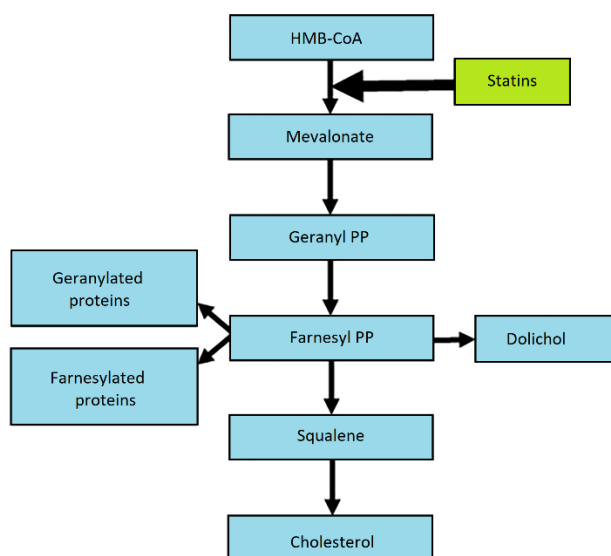 HMB-CoA
Statins
Mevalonate
Geranyl PP
Geranylated
proteins
Farnesyl PP
Dolichol
Farnesylated
proteins
Squalene
Cholesterol